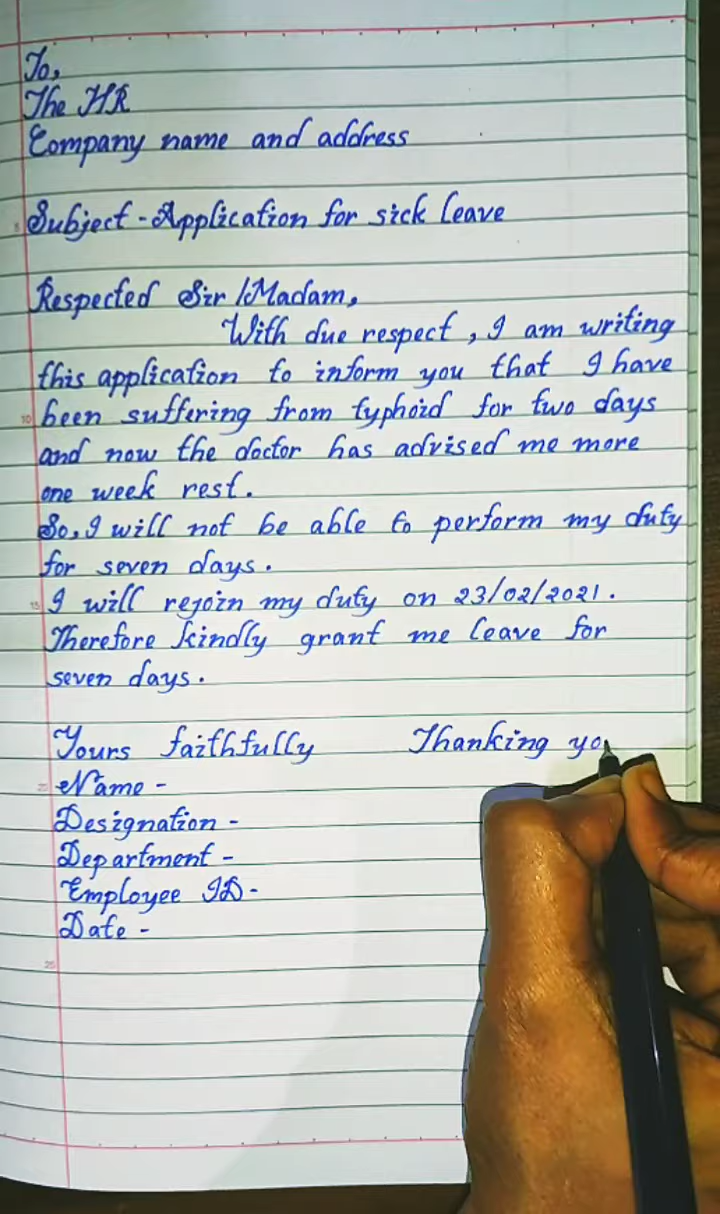 To,
The HR
Company name and address
Subject - Application for sick leave
Respected Sir/Madam,
With due respect, I am writing
this application to inform you that I have
been suffering from typhoid for two days
and now the doctor has advised me more
one week rest.
So, I will not be able to perform my duty
for seven days.
I will rejoin my duty on 23/02/2021.
Therefore kindly grant me leave for
seven days.
Yours faithfully Thanking yo
Name -
Designation -
Department -
Employee ID -
Date -